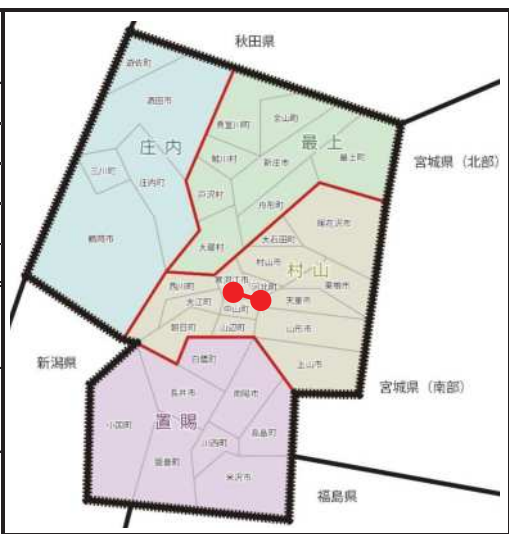 秋田県
遊佐町
酒田市
金山町
真室川町
最上
庄内
鮭川村
新庄市
最上町
宮城県（北部）
三川町
庄内町
戸沢村
舟形町
尾花沢市
鶴岡市
大蔵村
大石田町
村山市
村山
西川町
寒河江市
河北町
東根市
大江町
中山町
天童市
朝日町
山辺町
山形市
新潟県
白鷹町
上山市
宮城県（南部）
長井市
南陽市
小国町
置賜
高畠町
川西町
飯豊町
米沢市
福島県